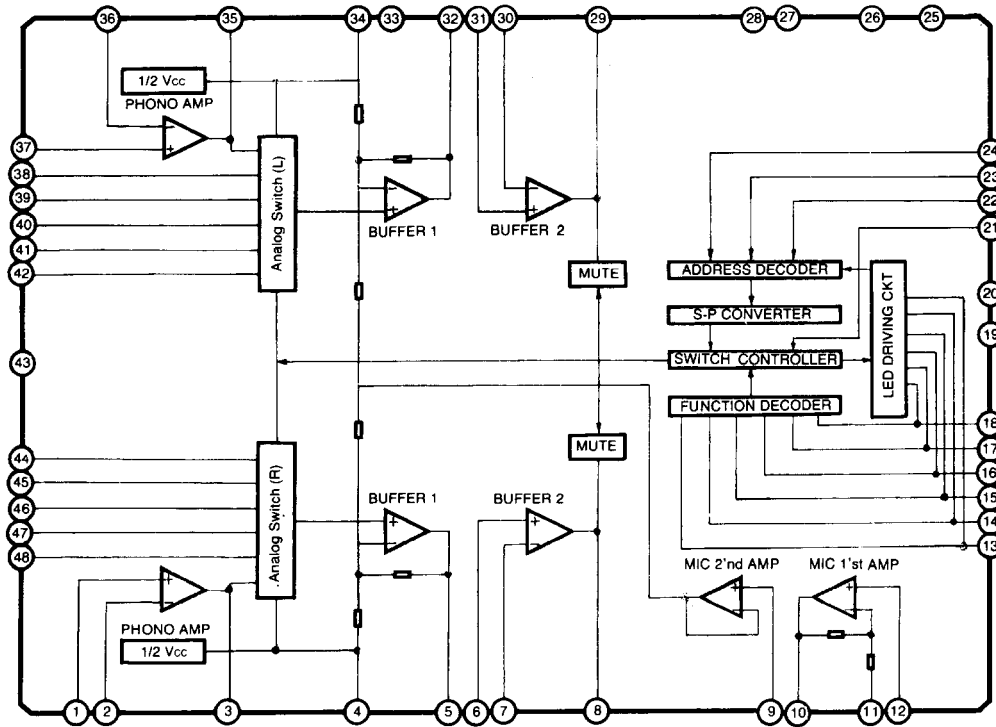 36 35 34 33 32 31 30 29 28 27 26 25
1/2 Vcc
PHONO AMP
37
38
39
40
41
42
43
44
45
46
47
48
Analog Switch (L)
BUFFER 1
BUFFER 2
MUTE
24
23
22
21
20
19
18
17
16
15
14
13
ADDRESS DECODER
S-P CONVERTER
SWITCH CONTROLLER
FUNCTION DECODER
LED DRIVING CKT
MUTE
Analog Switch (R)
BUFFER 1
BUFFER 2
MIC 2'nd AMP
MIC 1'st AMP
PHONO AMP
1/2 Vcc
1 2 3 4 5 6 7 8 9 10 11 12